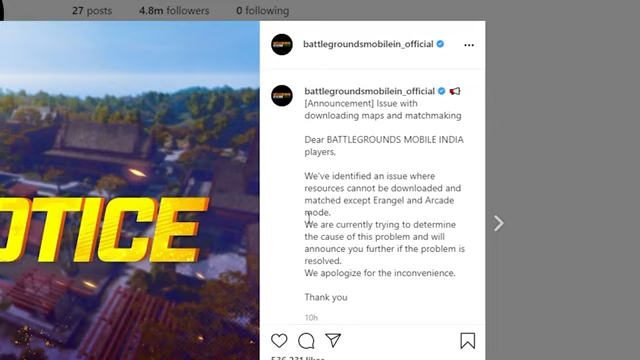 27 posts 4.8m followers 0 following
battlegroundsmobilein_official
battlegroundsmobilein_official
[Announcement] Issue with
downloading maps and matchmaking
Dear BATTLEGROUNDS MOBILE INDIA
players,
We've identified an issue where
resources cannot be downloaded and
matched except Erangel and Arcade
mode.
We are currently trying to determine
the cause of this problem and will
announce you further if the problem is
resolved.
We apologize for the inconvenience.
Thank you
10h
OTICE